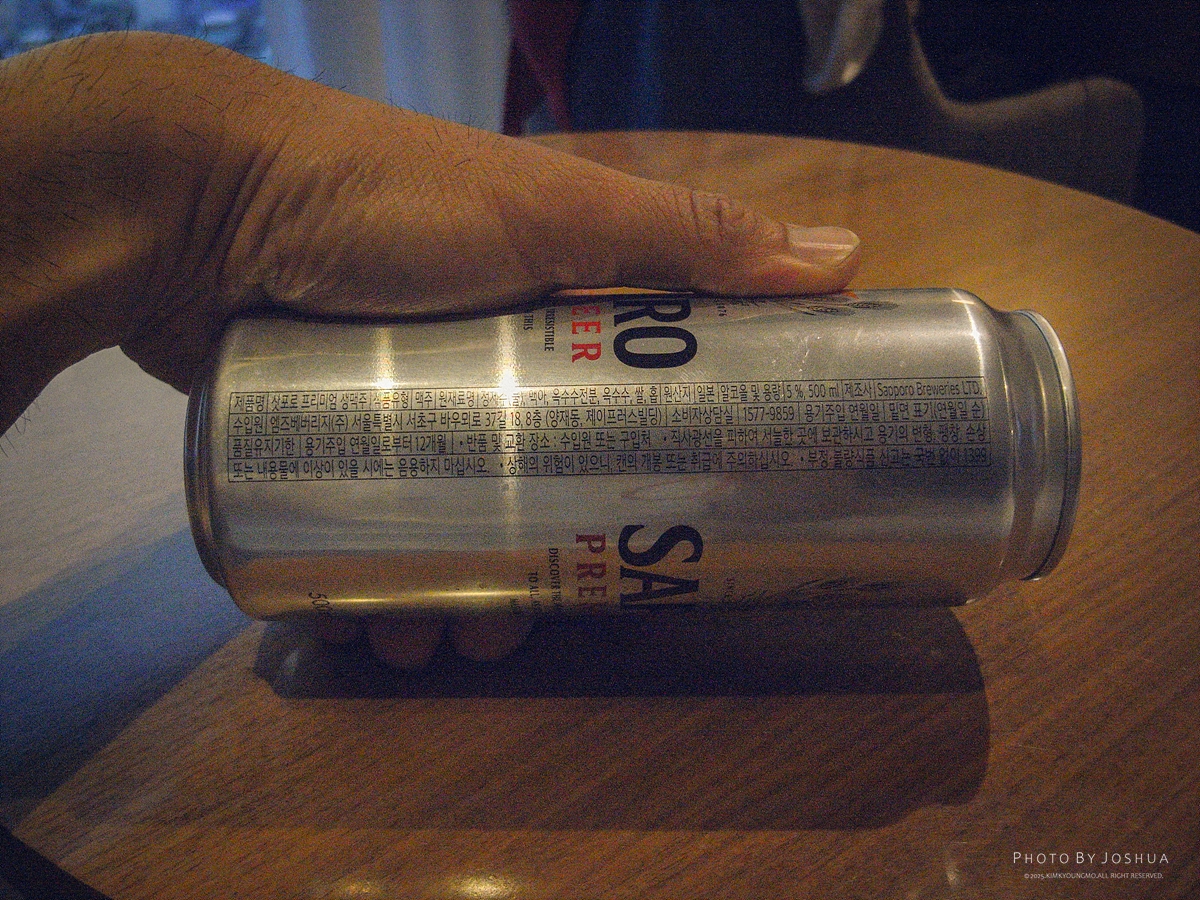 제품명 삿포로 프리미엄 생맥주 식품유형 맥주 원재료명 정제수, 맥아, 옥수수전분, 옥수수, 쌀, 홉 원산지 일본 알코올 및 용량 5 %, 500 ml 제조사 Sapporo Breweries LTD.
수입원 엠즈베버리지(주) 서울특별시 서초구 바우뫼로 37길 18, 8층 (양재동, 제이프러스빌딩) 소비자상담실 1577-9859 용기주입 연월일 밑면 표기(연월일 순)
품질유지기한 용기주입 연월일로부터 12개월 • 반품 및 교환 장소 : 수입원 또는 구입처 • 직사광선을 피하여 서늘한 곳에 보관하시고 용기의 변형, 팽창, 손상
또는 내용물에 이상이 있을 시에는 음용하지 마십시오. • 상해의 위험이 있으니, 캔의 개봉 또는 취급에 주의하십시오. • 부정·불량식품 신고는 국번 없이 1399
RO
EER
THIS
SA
PRE
DISCOVER
TO ALL
PHOTO BY JOSHUA
©2025.KIMKYOUNGMO.ALL RIGHT RESERVED.